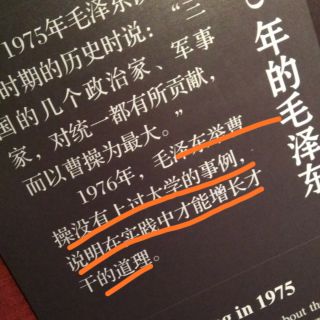 1975年毛泽东
时期的历史时说：“三
国的几个政治家、军事
家，对统一都有所贡献，
而以曹操为最大。”
1976年，毛泽东举曹
操没有上过大学的事例，
说明在实践中才能增长才
干的道理。
年的毛泽东
in 1975
about the